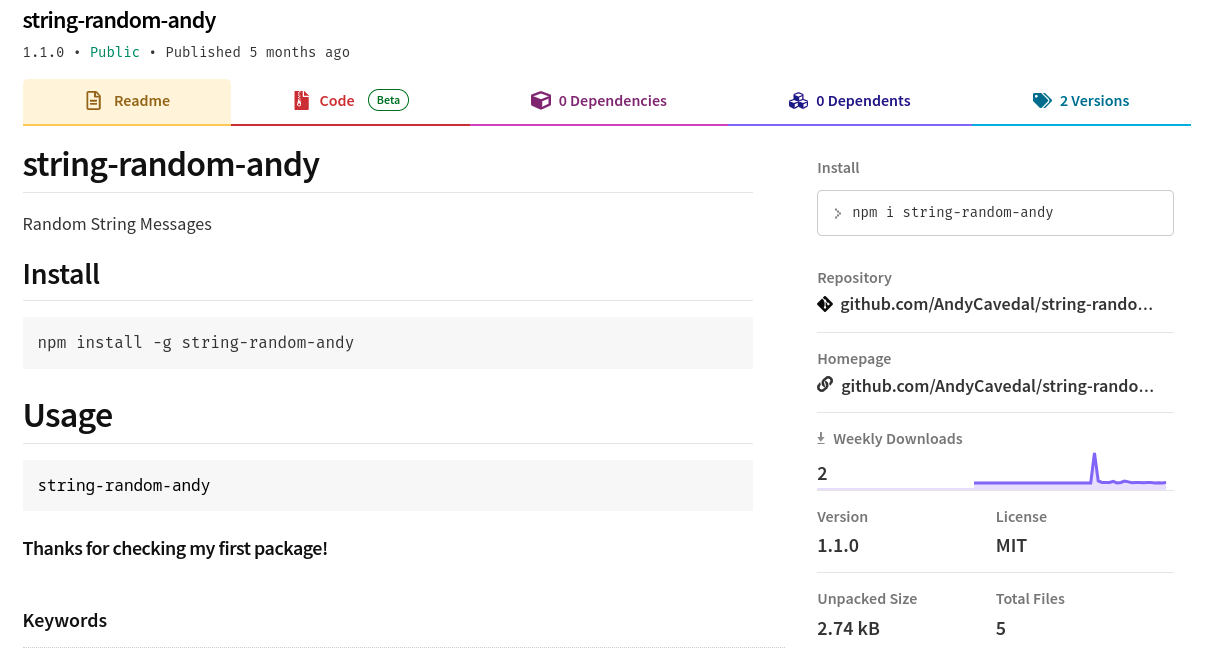 string-random-andy
1.1.0 • Public • Published 5 months ago
Readme
Code Beta
0 Dependencies
0 Dependents
2 Versions
string-random-andy
Random String Messages
Install
npm install -g string-random-andy
Usage
string-random-andy
Thanks for checking my first package!
Keywords
Install
npm i string-random-andy
Repository
github.com/AndyCavedal/string-rando...
Homepage
github.com/AndyCavedal/string-rando...
Weekly Downloads
2
Version
1.1.0
License
MIT
Unpacked Size
2.74 kB
Total Files
5